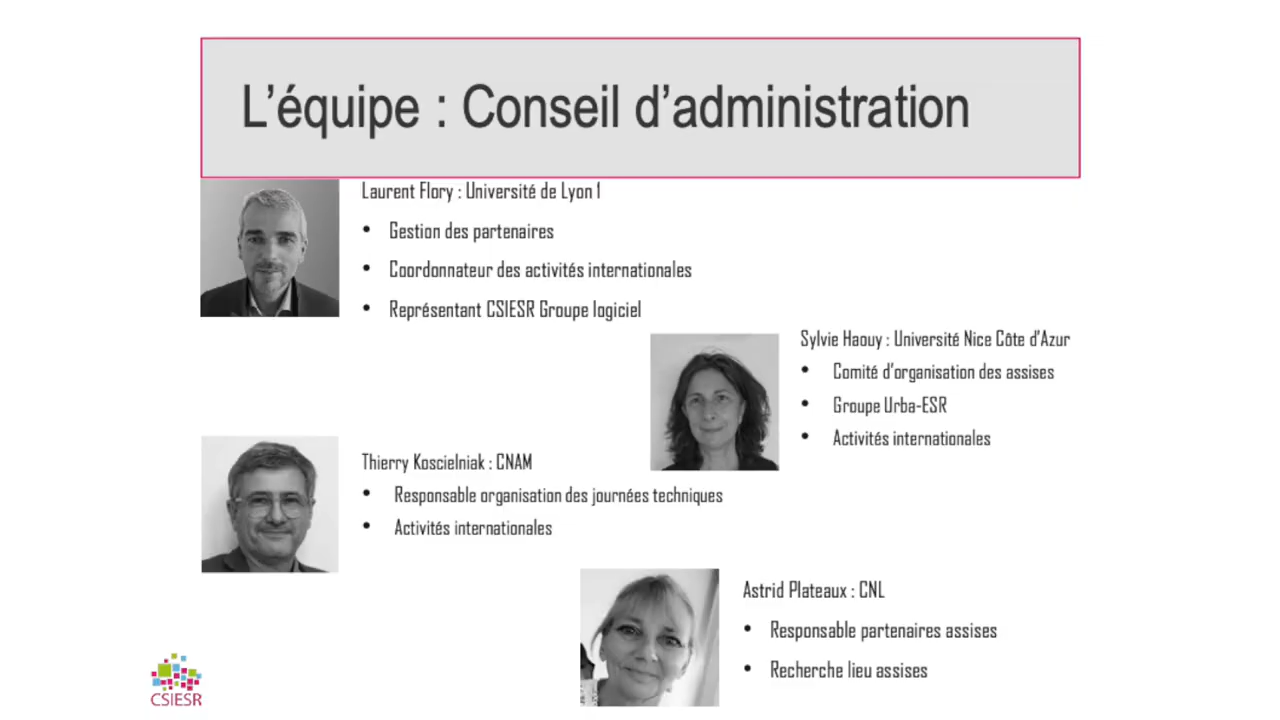 L'équipe : Conseil d'administration
Laurent Flory : Université de Lyon 1
• Gestion des partenaires
• Coordonnateur des activités internationales
• Représentant CSIESR Groupe logiciel
Sylvie Haouy : Université Nice Côte d'Azur
• Comité d'organisation des assises
• Groupe Urba-ESR
• Activités internationales
Thierry Koscielniak : CNAM
• Responsable organisation des journées techniques
• Activités internationales
Astrid Plateaux : CNL
• Responsable partenaires assises
• Recherche lieu assises
CSIESR